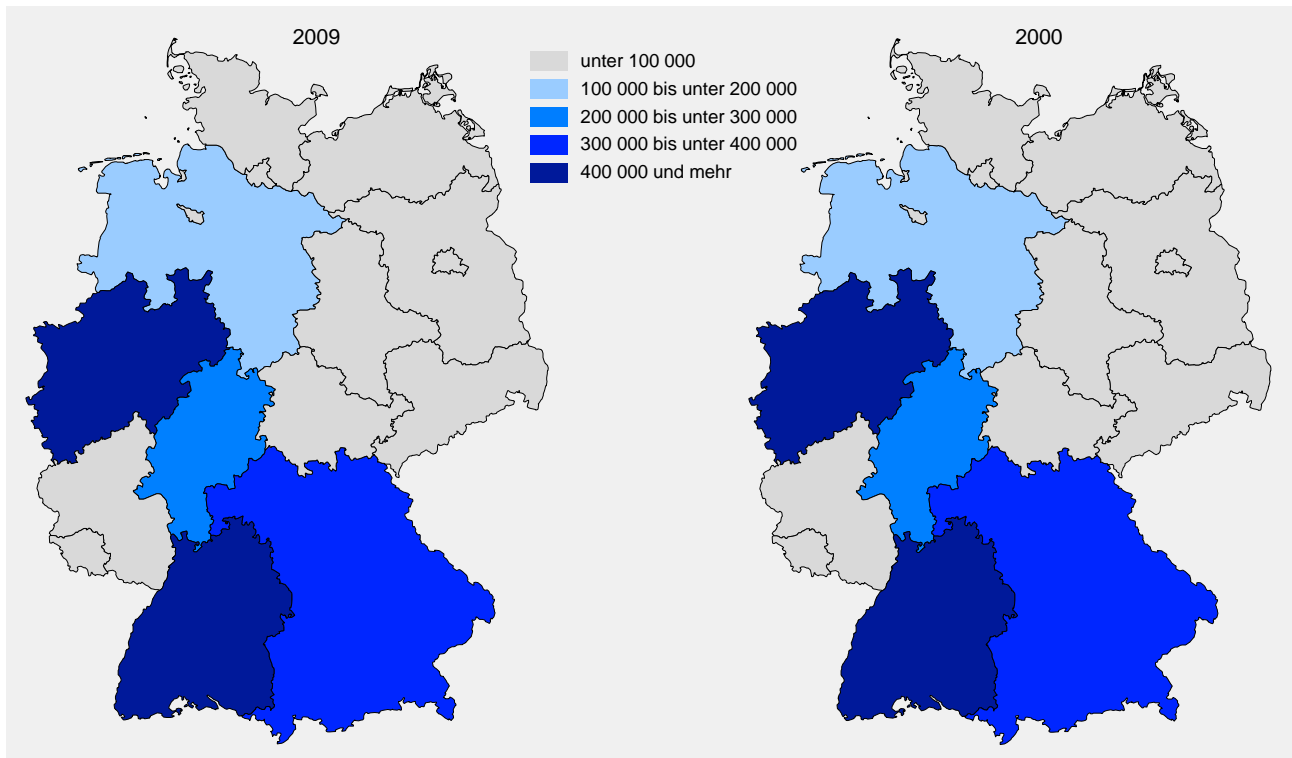 2009
2000
unter 100 000
100 000 bis unter 200 000
200 000 bis unter 300 000
300 000 bis unter 400 000
400 000 und mehr